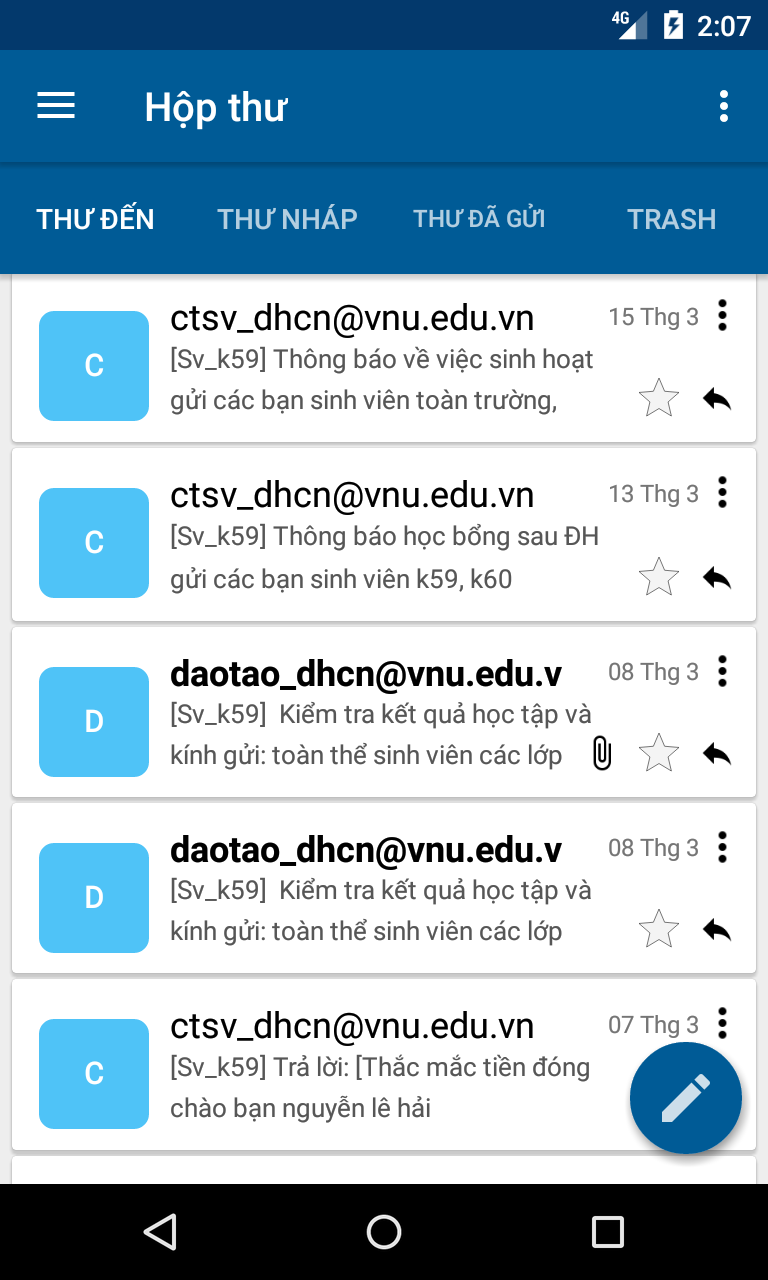 4G 2:07
Hộp thư
THƯ ĐẾN THƯ NHÁP THƯ ĐÃ GỬI TRASH
C
ctsv_dhcn@vnu.edu.vn 15 Thg 3
[Sv_k59] Thông báo về việc sinh hoạt
gửi các bạn sinh viên toàn trường,
C
ctsv_dhcn@vnu.edu.vn 13 Thg 3
[Sv_k59] Thông báo học bổng sau ĐH
gửi các bạn sinh viên k59, k60
D
daotao_dhcn@vnu.edu.v 08 Thg 3
[Sv_k59] Kiểm tra kết quả học tập và
kính gửi: toàn thể sinh viên các lớp
D
daotao_dhcn@vnu.edu.v 08 Thg 3
[Sv_k59] Kiểm tra kết quả học tập và
kính gửi: toàn thể sinh viên các lớp
C
ctsv_dhcn@vnu.edu.vn 07 Thg 3
[Sv_k59] Trả lời: [Thắc mắc tiền đóng
chào bạn nguyễn lê hải